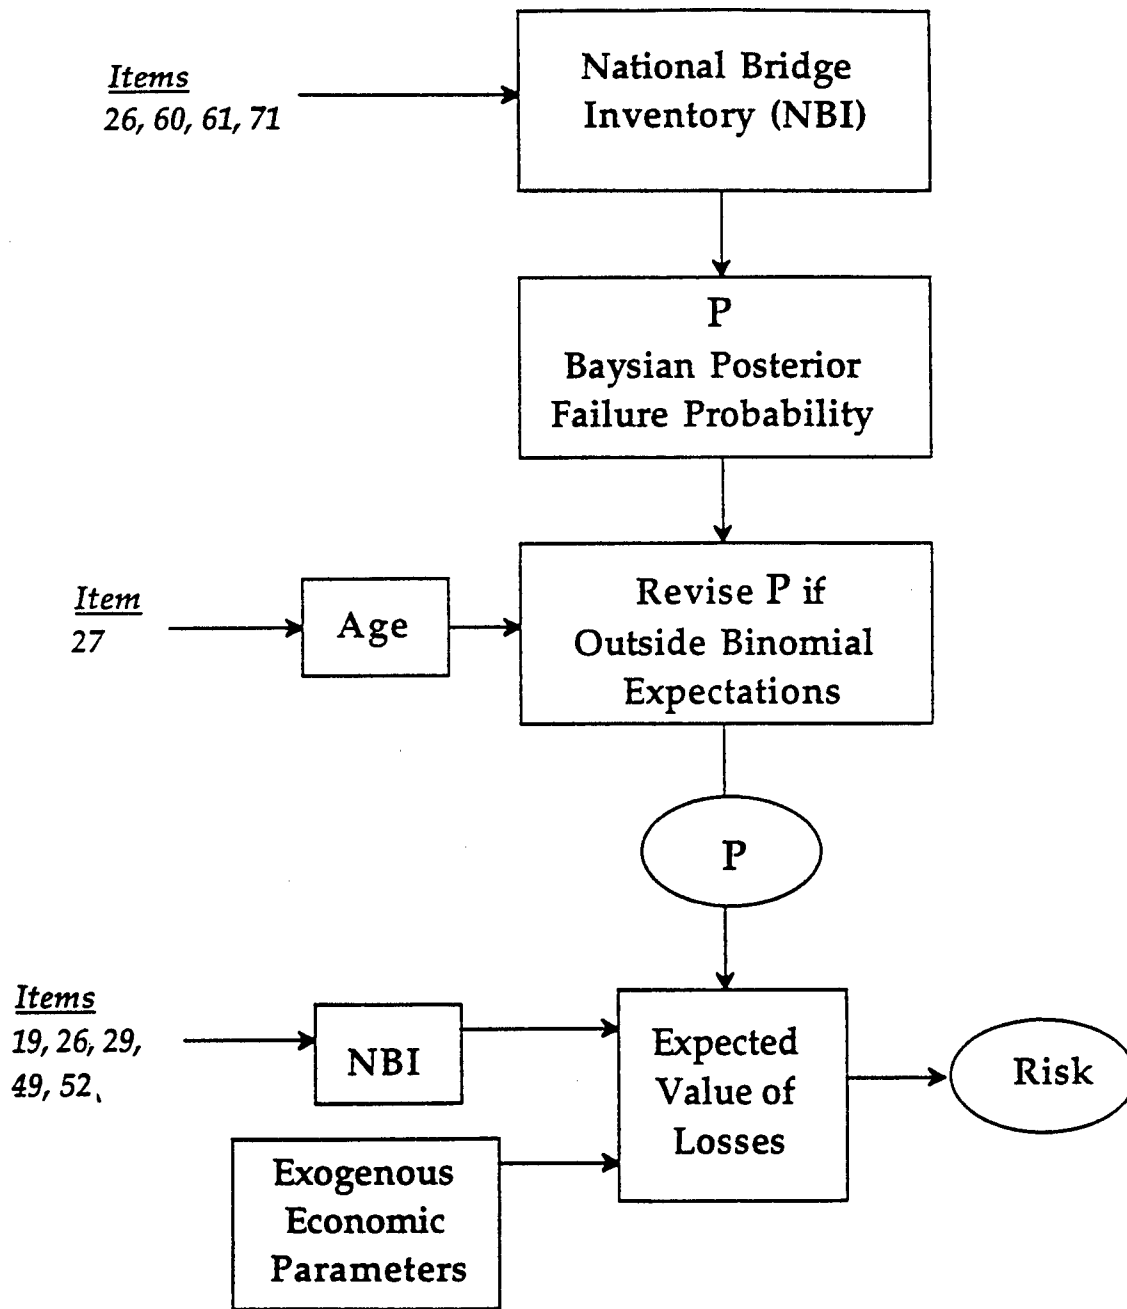 National Bridge
Inventory (NBI)
Items
26, 60, 61, 71
P
Baysian Posterior
Failure Probability
Item
27
Age
Revise P if
Outside Binomial
Expectations
P
Items
19, 26, 29,
49, 52
NBI
Expected
Value of
Losses
Risk
Exogenous
Economic
Parameters